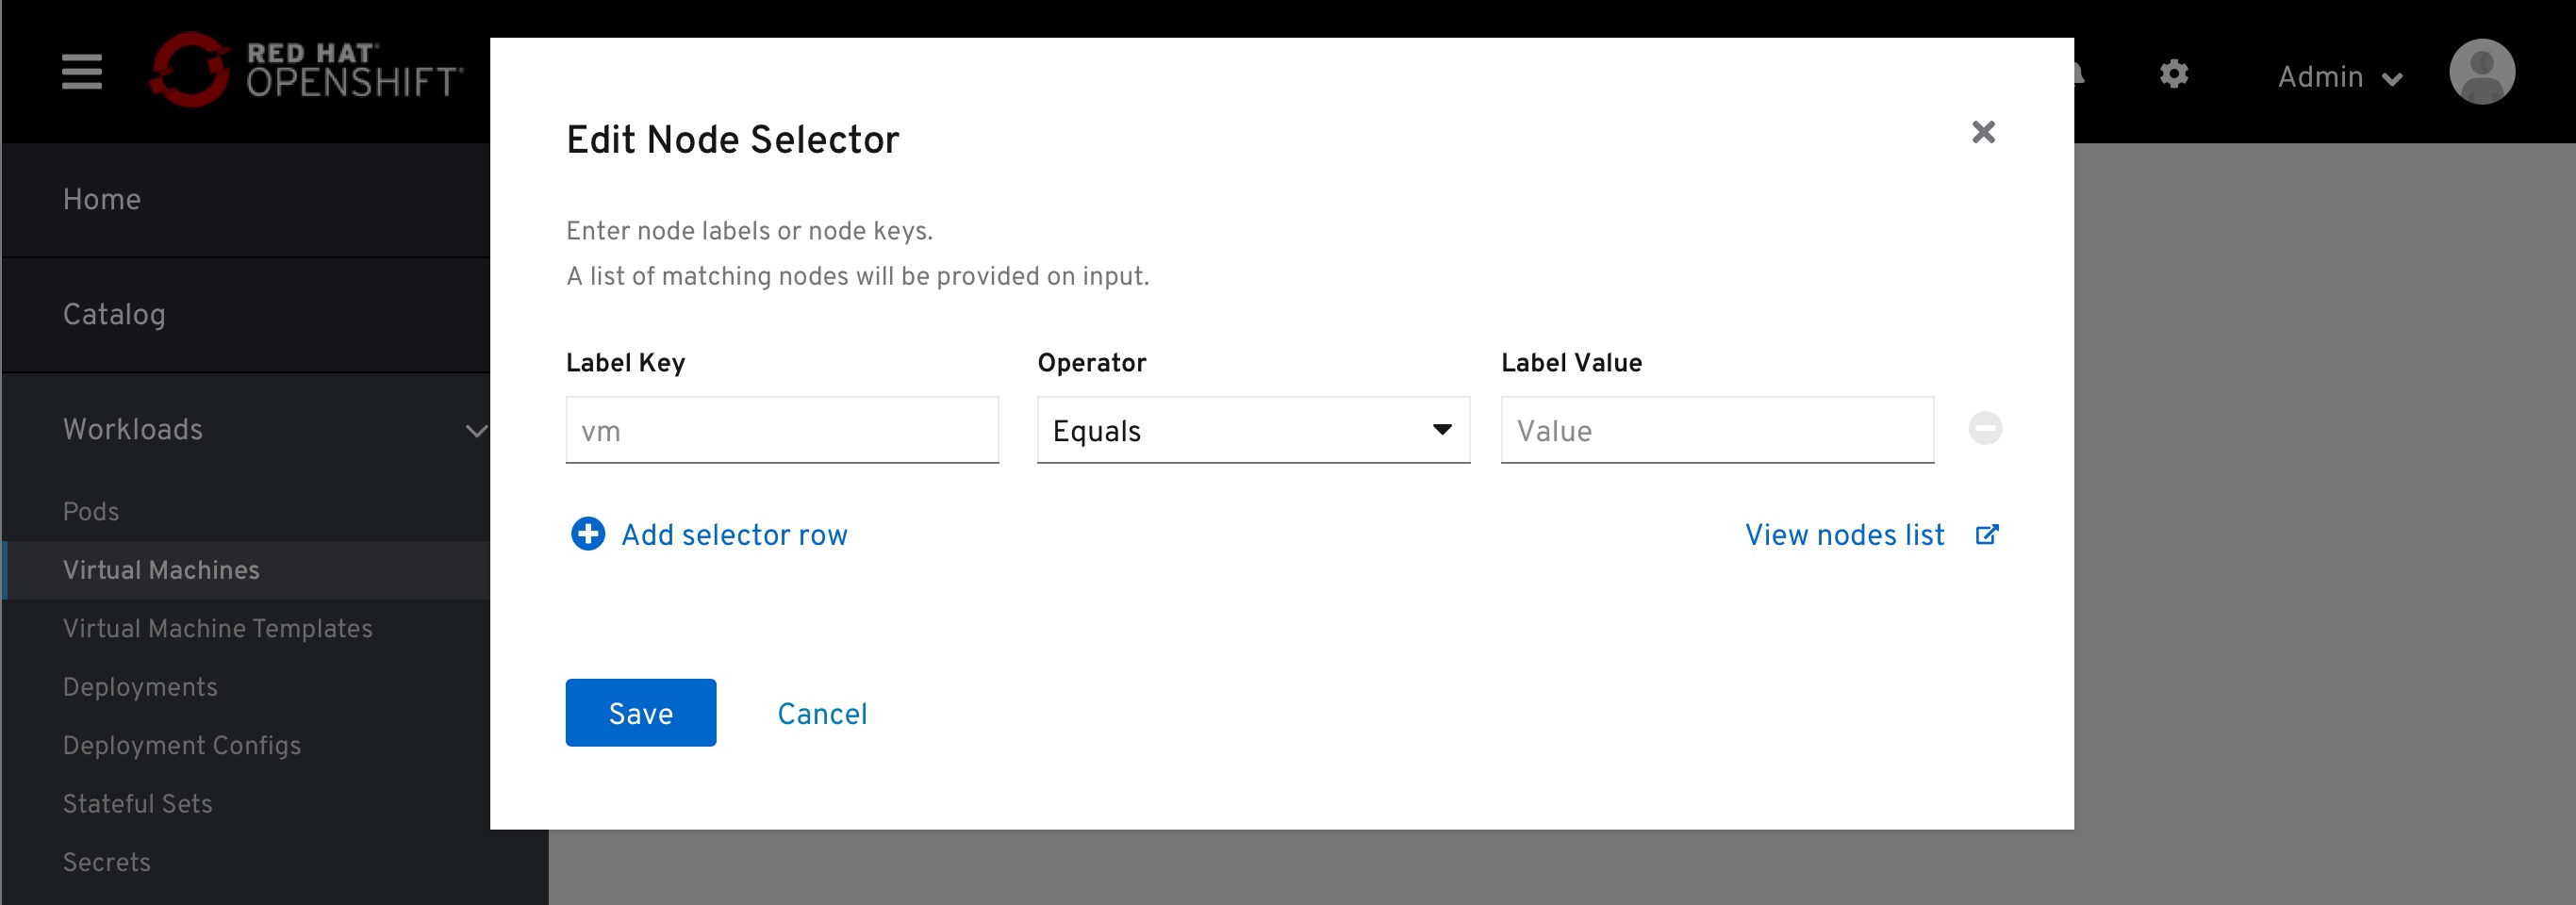 RED HAT
OPENSHIFT
Admin
Home
Catalog
Workloads
Pods
Virtual Machines
Virtual Machine Templates
Deployments
Deployment Configs
Stateful Sets
Secrets
Edit Node Selector
Enter node labels or node keys.
A list of matching nodes will be provided on input.
Label Key Operator Label Value
vm Equals Value
Add selector row View nodes list
Save Cancel